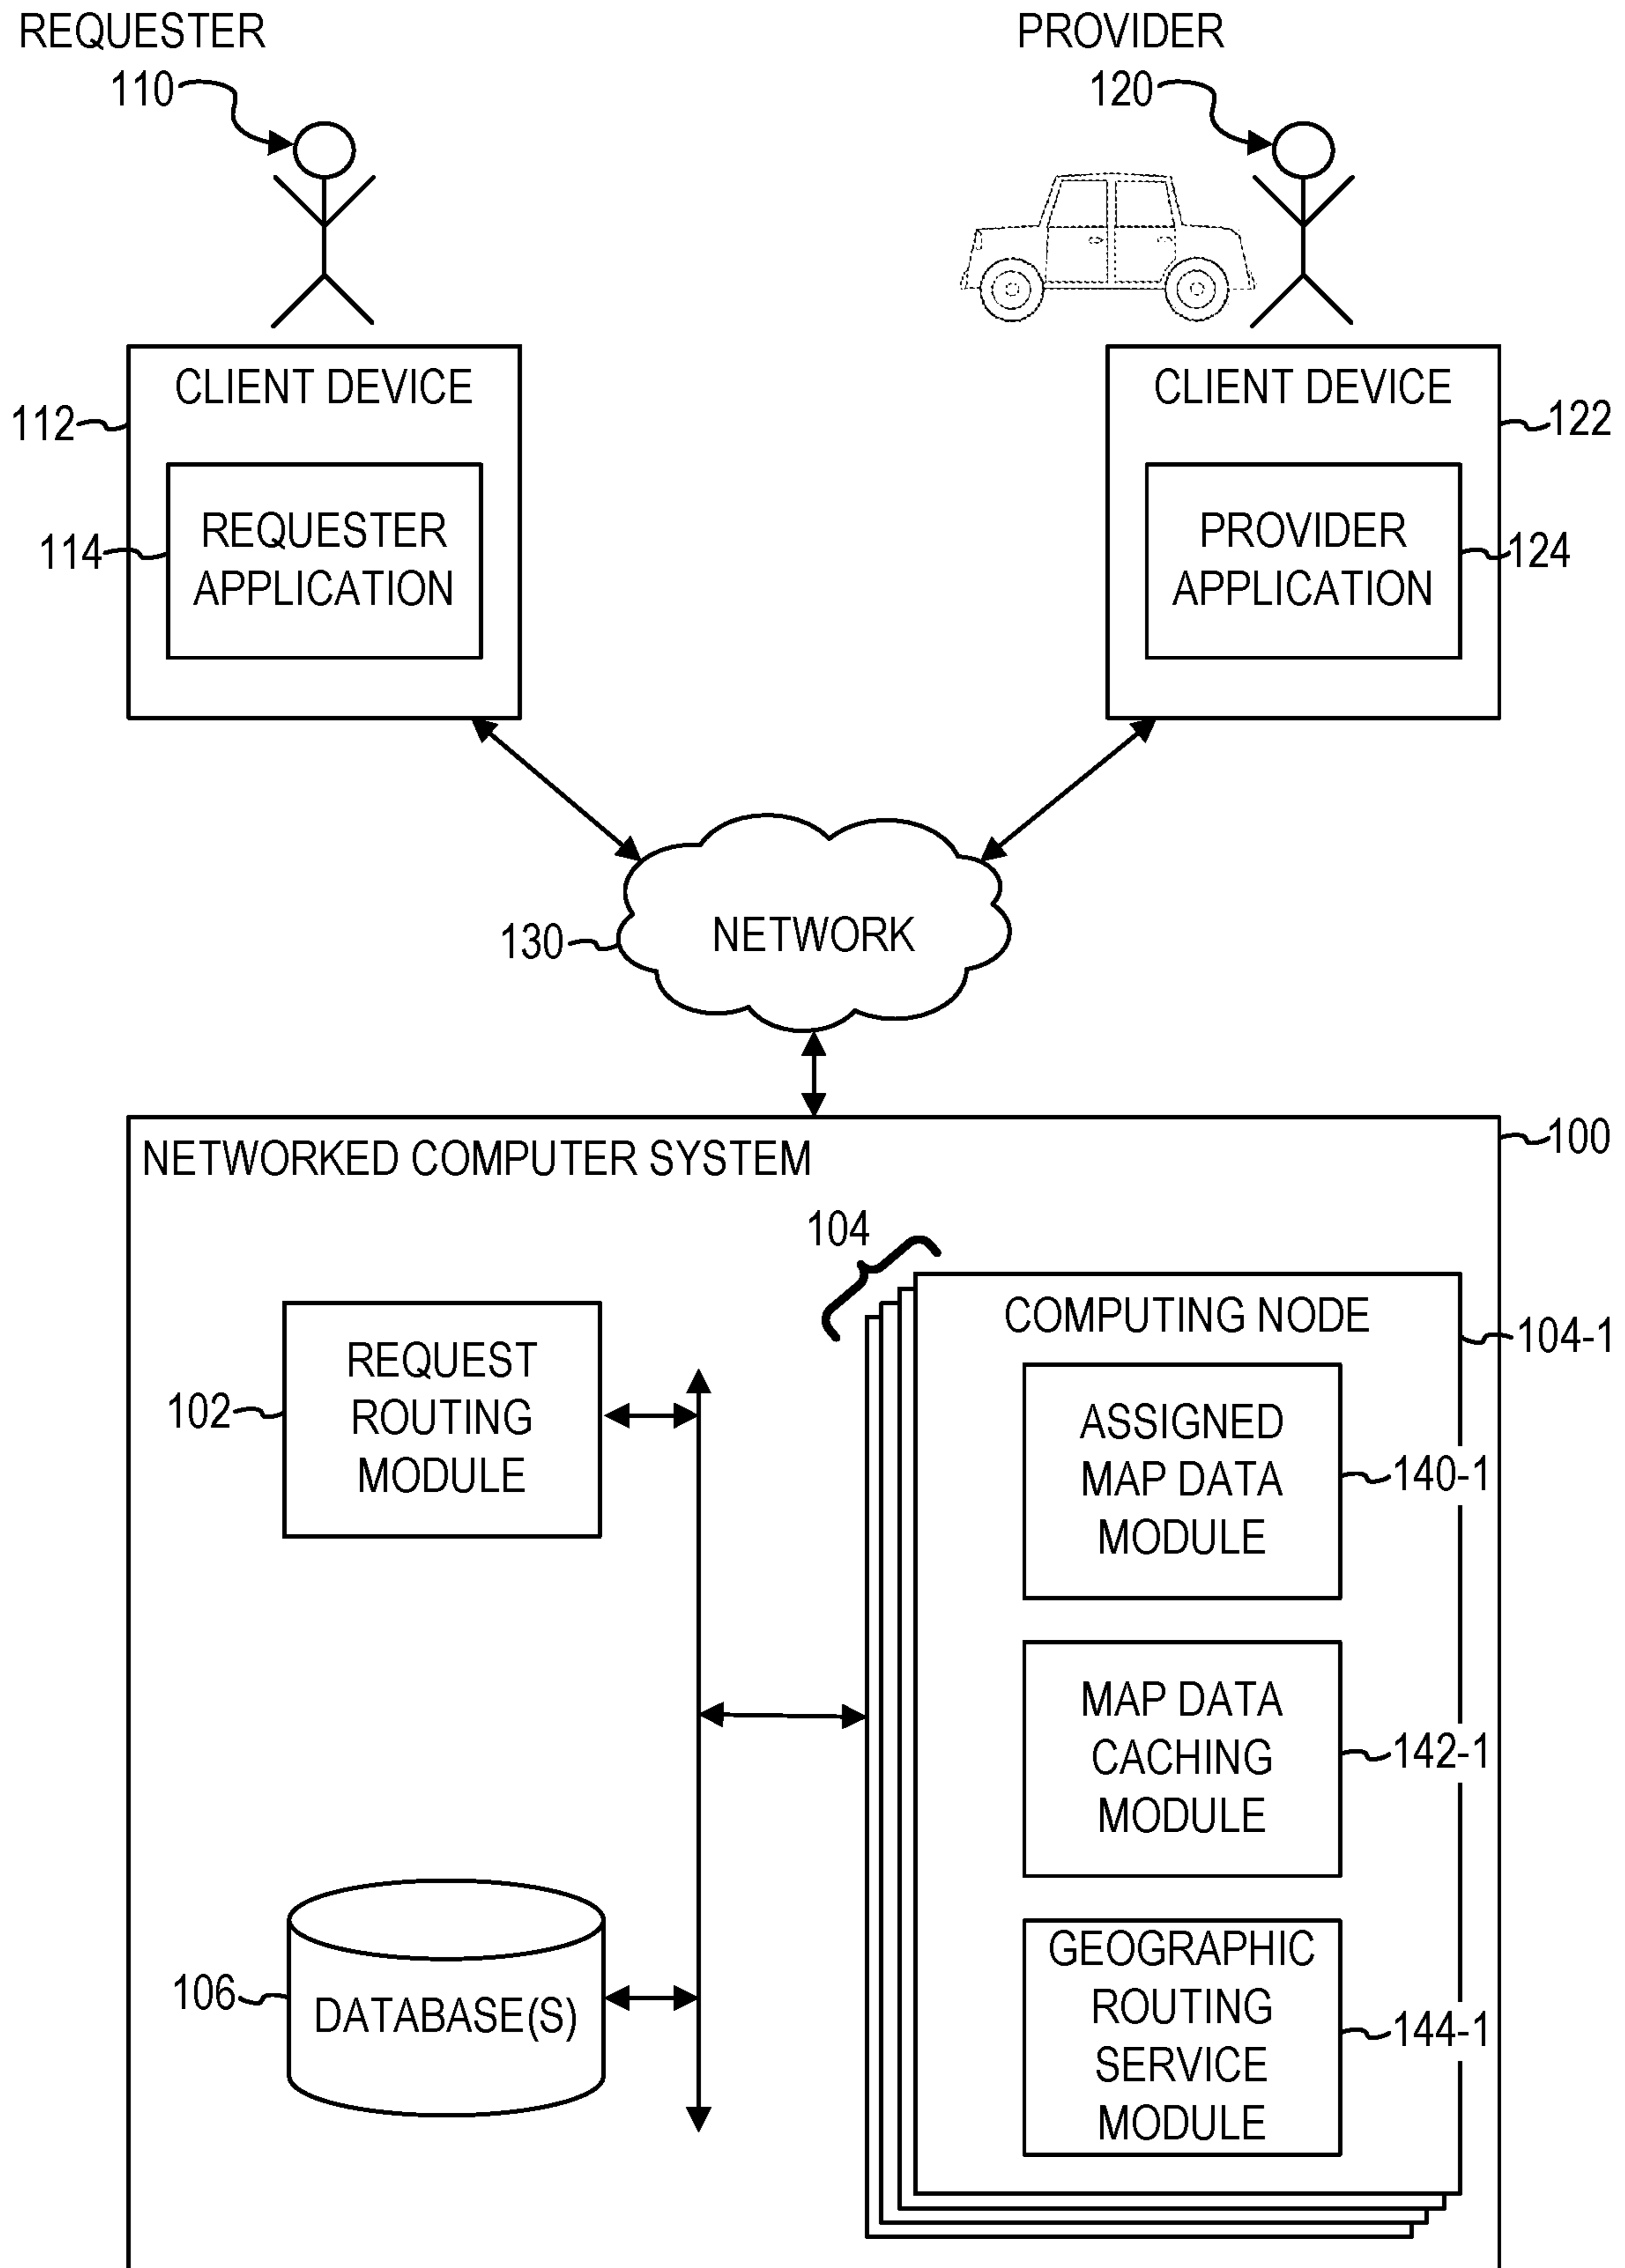 REQUESTER
110
PROVIDER
120
CLIENT DEVICE
112
REQUESTER
APPLICATION
114
CLIENT DEVICE
122
PROVIDER
APPLICATION
124
NETWORK
130
NETWORKED COMPUTER SYSTEM
100
104
REQUEST
ROUTING
MODULE
102
COMPUTING NODE
104-1
ASSIGNED
MAP DATA
MODULE
140-1
MAP DATA
CACHING
MODULE
142-1
DATABASE(S)
106
GEOGRAPHIC
ROUTING
SERVICE
MODULE
144-1